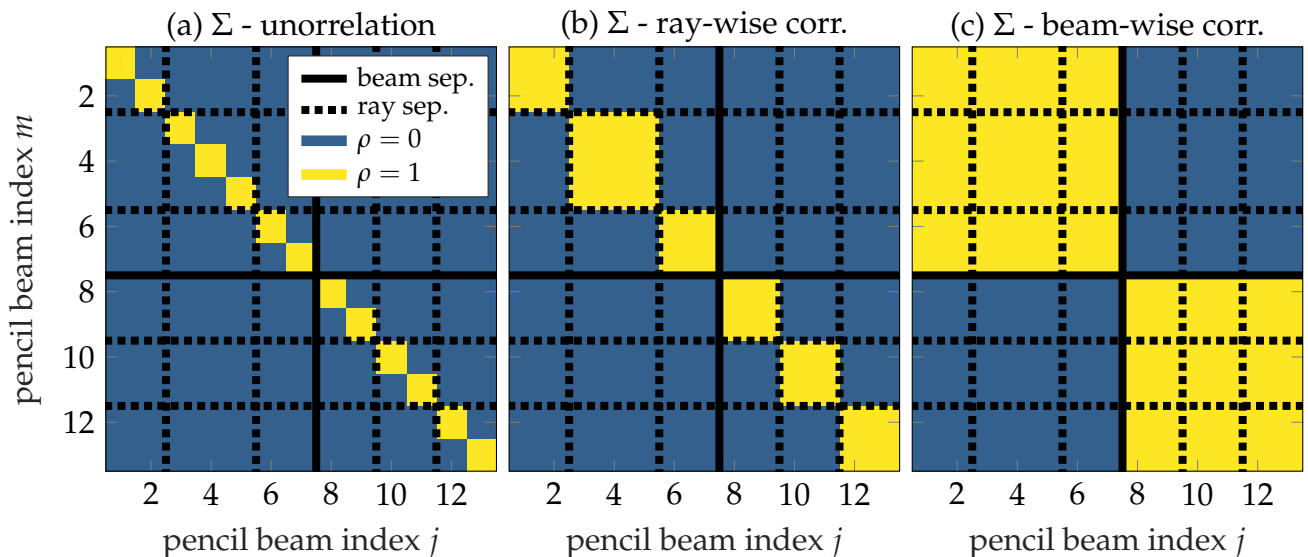 (a) Σ - unorrelation
(b) Σ - ray-wise corr.
(c) Σ - beam-wise corr.
beam sep.
ray sep.
ρ = 0
ρ = 1
pencil beam index m
2
4
6
8
10
12
2 4 6 8 10 12
2 4 6 8 10 12
2 4 6 8 10 12
pencil beam index j
pencil beam index j
pencil beam index j